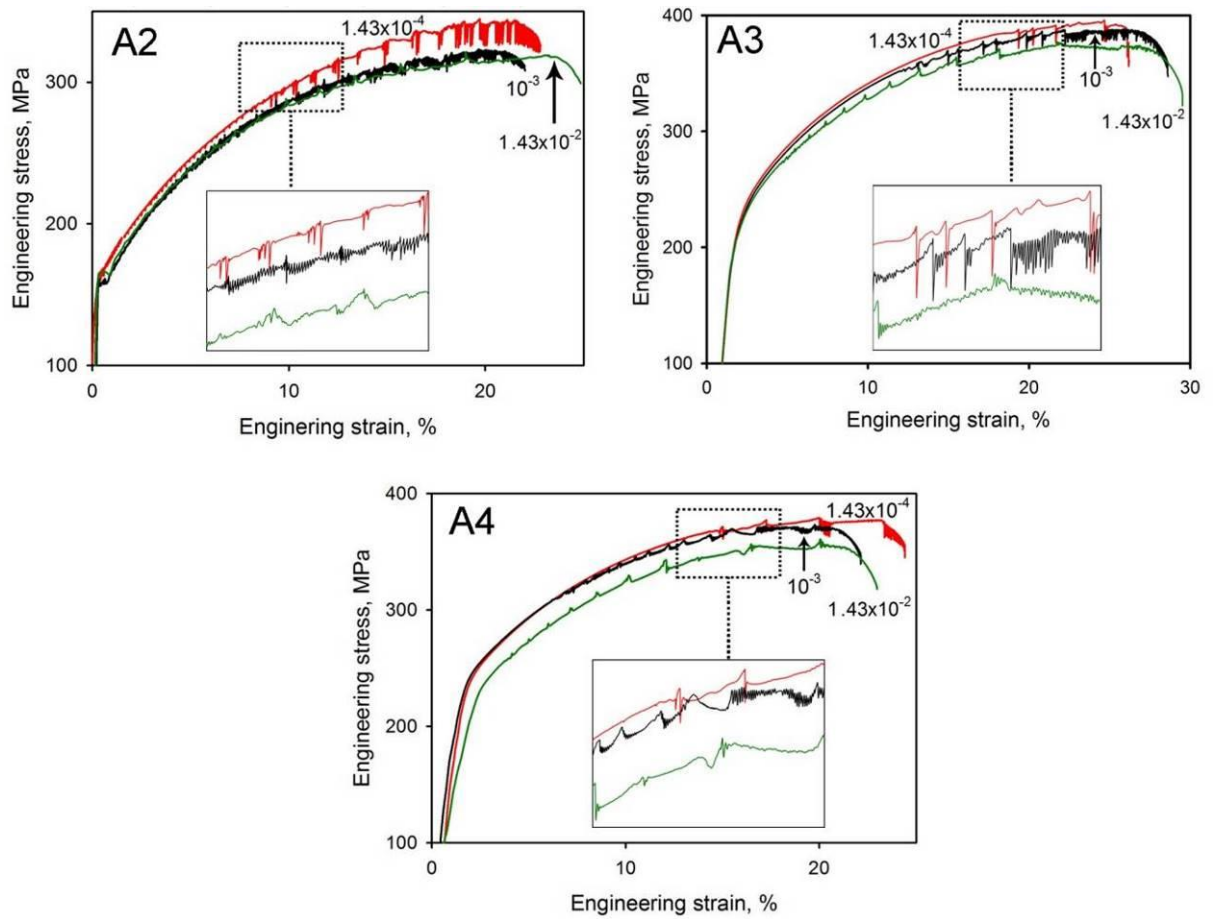 A2
1.43x10⁻⁴
10⁻³
1.43x10⁻²
300
200
100
0
10
20
Engineering stress, MPa
Enginering strain, %
A3
1.43x10⁻⁴
10⁻³
1.43x10⁻²
400
300
200
100
0
10
20
30
Engineering stress, MPa
Engineering strain, %
A4
1.43x10⁻⁴
10⁻³
1.43x10⁻²
400
300
200
100
0
10
20
Engineering stress, MPa
Engineering strain, %